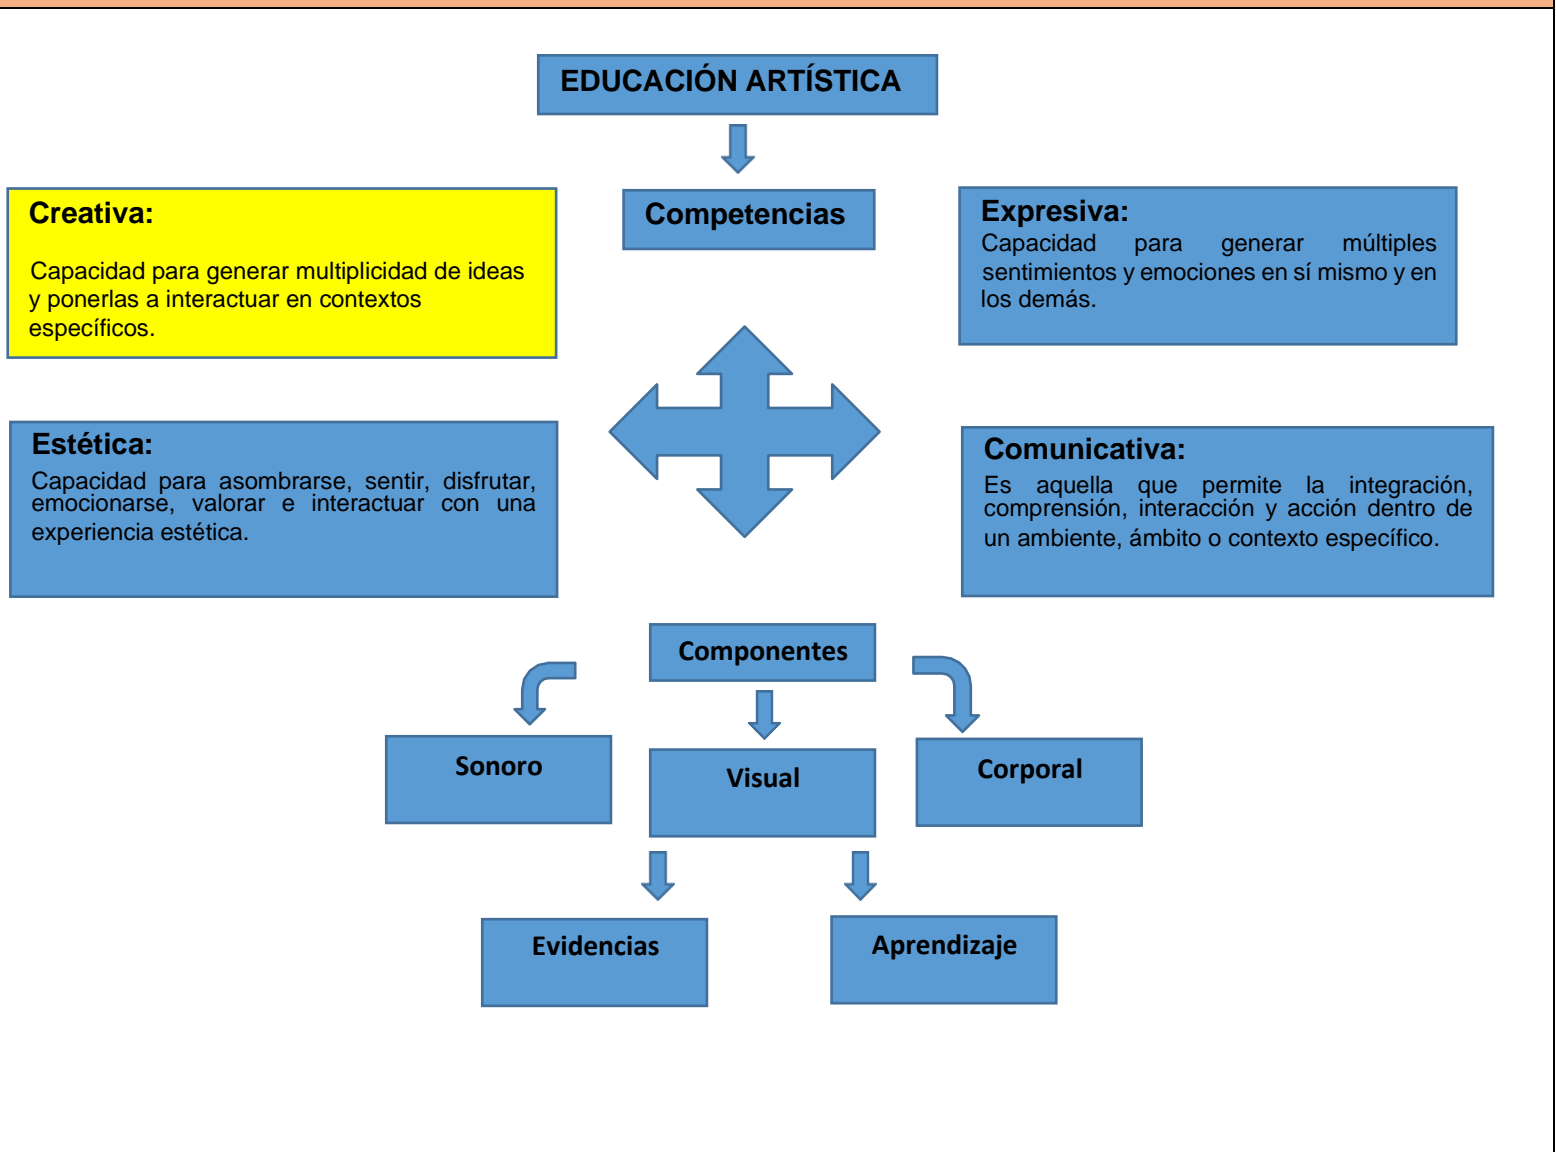 EDUCACIÓN ARTÍSTICA
Competencias
Creativa:
Capacidad para generar multiplicidad de ideas
y ponerlas a interactuar en contextos
específicos.
Expresiva:
Capacidad para generar múltiples
sentimientos y emociones en sí mismo y en
los demás.
Estética:
Capacidad para asombrarse, sentir, disfrutar,
emocionarse, valorar e interactuar con una
experiencia estética.
Comunicativa:
Es aquella que permite la integración,
comprensión, interacción y acción dentro de
un ambiente, ámbito o contexto específico.
Componentes
Sonoro
Visual
Corporal
Evidencias
Aprendizaje